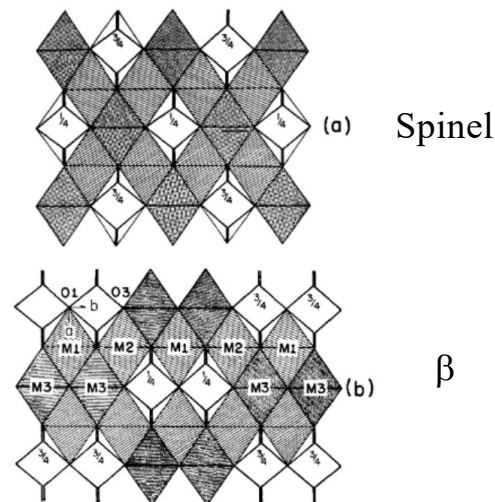 3/4 3/4
1/4 1/4 1/4 (a) Spinel
3/4 3/4
O1 O3 3/4 3/4
b
a
M1 M2 M1 M2 M1
M3 M3 1/4 1/4 M3 M3 (b) β
3/4 3/4 3/4 3/4